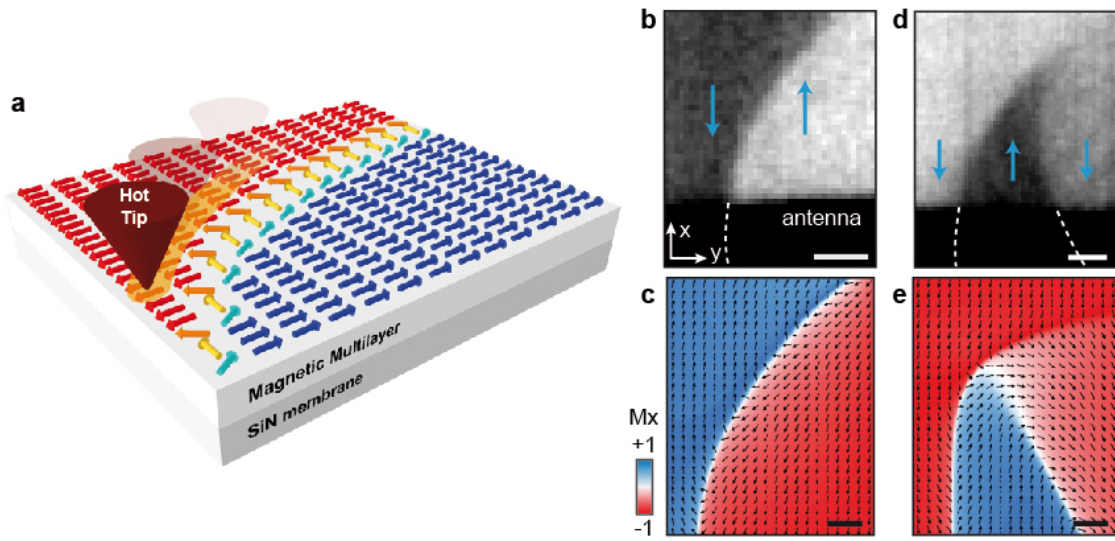 a
Hot
Tip
Magnetic Multilayer
SiN membrane
b
antenna
x
y
d
c
Mx
+1
-1
e